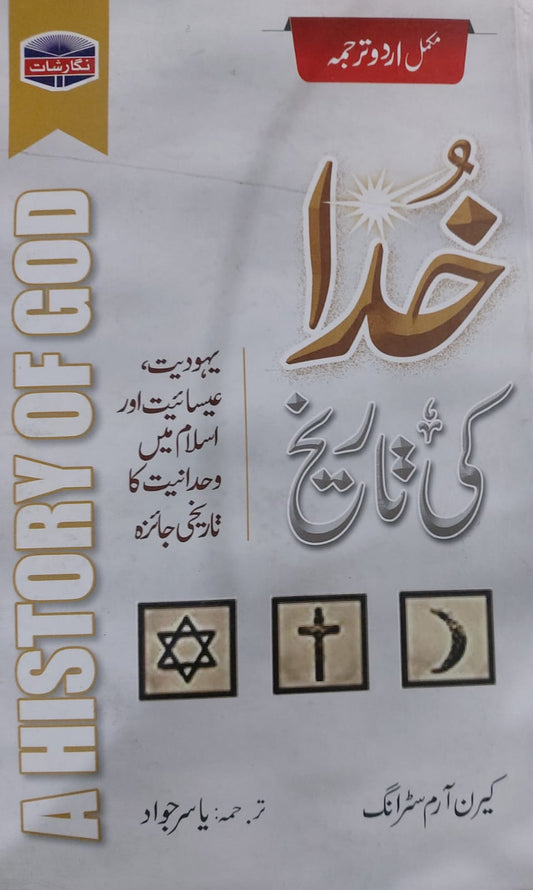 نگارشات
مکمل اردو ترجمہ
خُدا
کی تاریخ
یہودیت،
عیسائیت اور
اسلام میں
وحدانیت کا
تاریخی جائزہ
A HISTORY OF GOD
کیرن آرم سٹرانگ
ترجمہ: یاسر جواد